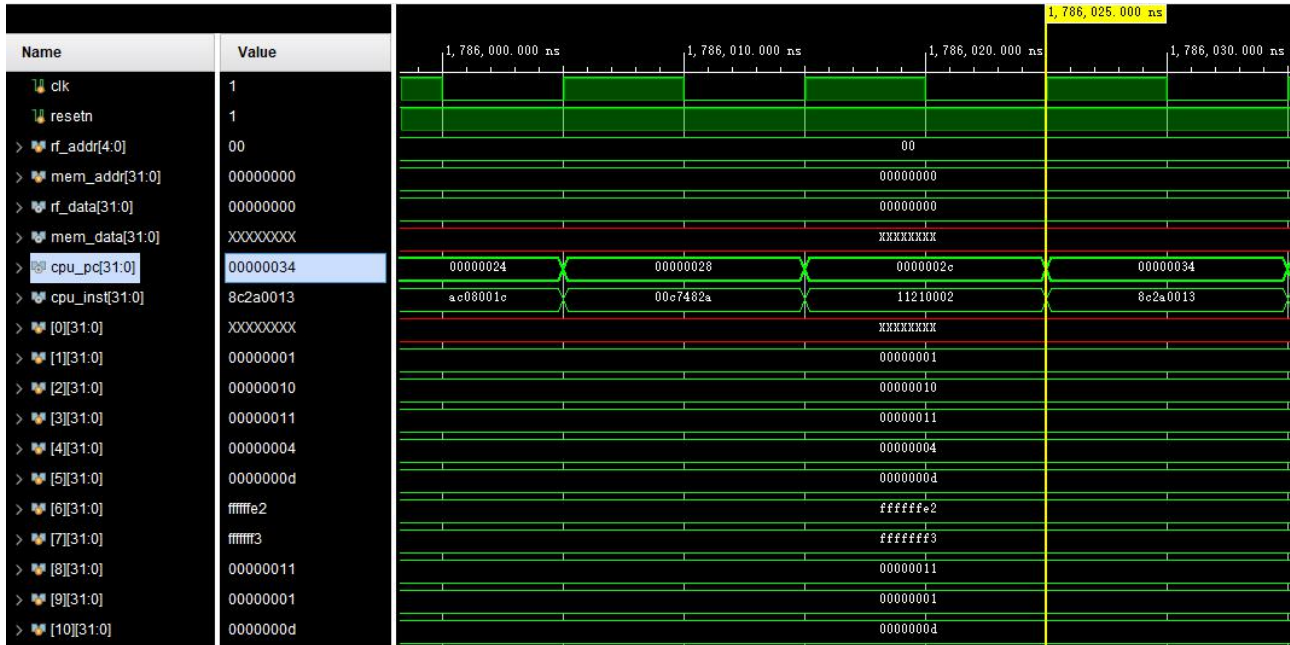 1,786,025.000 ns
Name Value 1,786,000.000 ns 1,786,010.000 ns 1,786,020.000 ns 1,786,030.000 ns
clk 1
resetn 1
rf_addr[4:0] 00 00
mem_addr[31:0] 00000000 00000000
rf_data[31:0] 00000000 00000000
mem_data[31:0] XXXXXXXX XXXXXXXX
cpu_pc[31:0] 00000034 00000024 00000028 0000002c 00000034
cpu_inst[31:0] 8c2a0013 ac08001c 00c7482a 11210002 8c2a0013
[0][31:0] XXXXXXXX XXXXXXXX
[1][31:0] 00000001 00000001
[2][31:0] 00000010 00000010
[3][31:0] 00000011 00000011
[4][31:0] 00000004 00000004
[5][31:0] 0000000d 0000000d
[6][31:0] ffffffe2 ffffffe2
[7][31:0] fffffff3 fffffff3
[8][31:0] 00000011 00000011
[9][31:0] 00000001 00000001
[10][31:0] 0000000d 0000000d